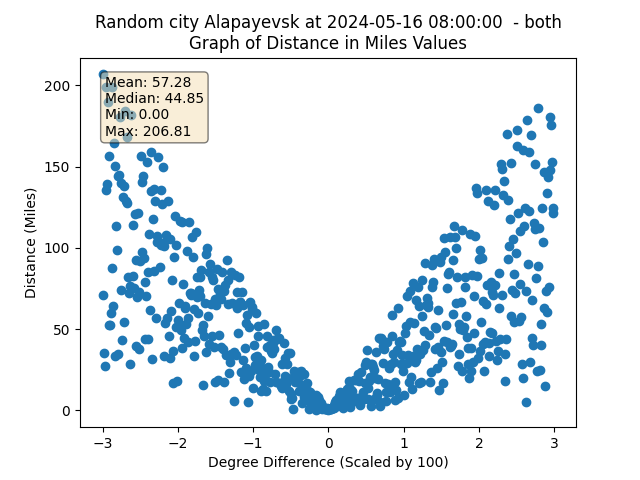 Random city Alapayevsk at 2024-05-16 08:00:00  - both
Graph of Distance in Miles Values
Mean: 57.28
Median: 44.85
Min: 0.00
Max: 206.81
Distance (Miles)
200
150
100
50
0
−3 −2 −1 0 1 2 3
Degree Difference (Scaled by 100)